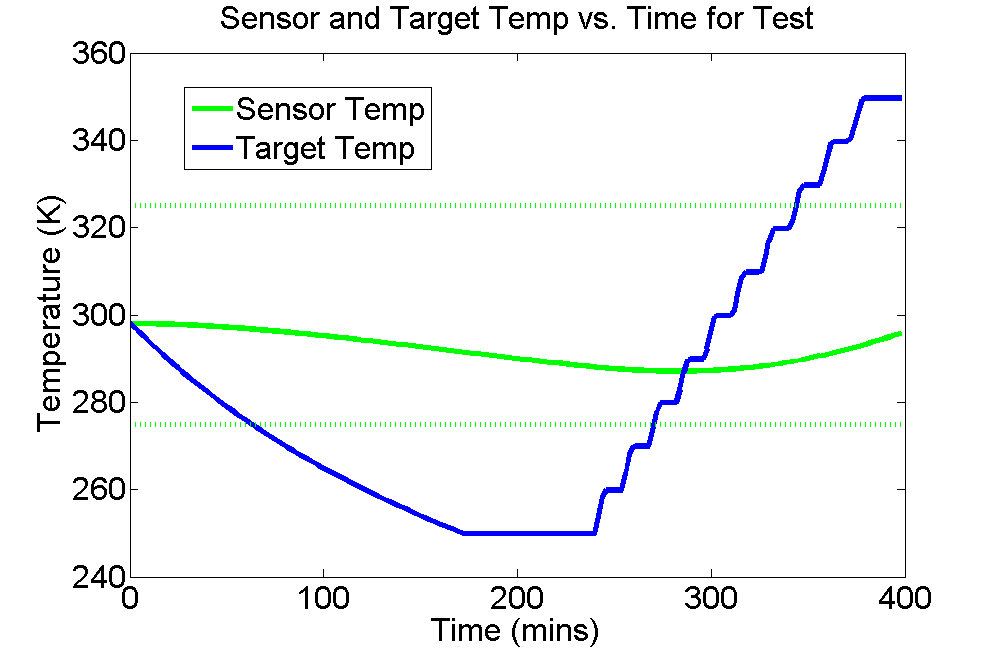 Sensor and Target Temp vs. Time for Test
360
340
320
300
280
260
240
Temperature (K)
Sensor Temp
Target Temp
0 100 200 300 400
Time (mins)